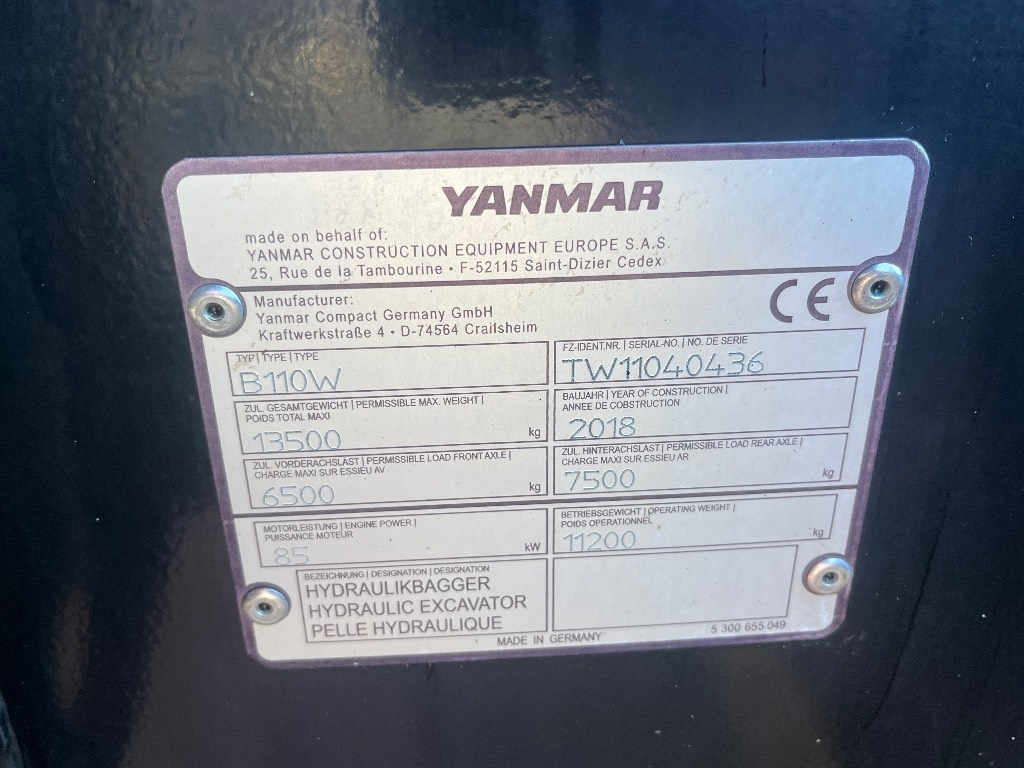 YANMAR
made on behalf of:
YANMAR CONSTRUCTION EQUIPMENT EUROPE S.A.S.
25, Rue de la Tambourine • F-52115 Saint-Dizier Cedex
Manufacturer:
Yanmar Compact Germany GmbH
Kraftwerkstraße 4 • D-74564 Crailsheim
CE
TYP | TYPE | TYPE
B110W
FZ-IDENT.NR. | SERIAL-NO. | NO. DE SERIE
TW11040436
ZUL. GESAMTGEWICHT | PERMISSIBLE MAX. WEIGHT |
POIDS TOTAL MAXI
13500 kg
BAUJAHR | YEAR OF CONSTRUCTION |
ANNEE DE COBSTRUCTION
2018
ZUL. VORDERACHSLAST | PERMISSIBLE LOAD FRONT AXLE |
CHARGE MAXI SUR ESSIEU AV
6500 kg
ZUL. HINTERACHSLAST | PERMISSIBLE LOAD REAR AXLE |
CHARGE MAXI SUR ESSIEU AR
7500 kg
MOTORLEISTUNG | ENGINE POWER |
PUISSANCE MOTEUR
85 kW
BETRIEBSGEWICHT | OPERATING WEIGHT |
POIDS OPERATIONNEL
11200 kg
BEZEICHNUNG | DESIGNATION | DESIGNATION
HYDRAULIKBAGGER
HYDRAULIC EXCAVATOR
PELLE HYDRAULIQUE
MADE IN GERMANY
5 300 655 049